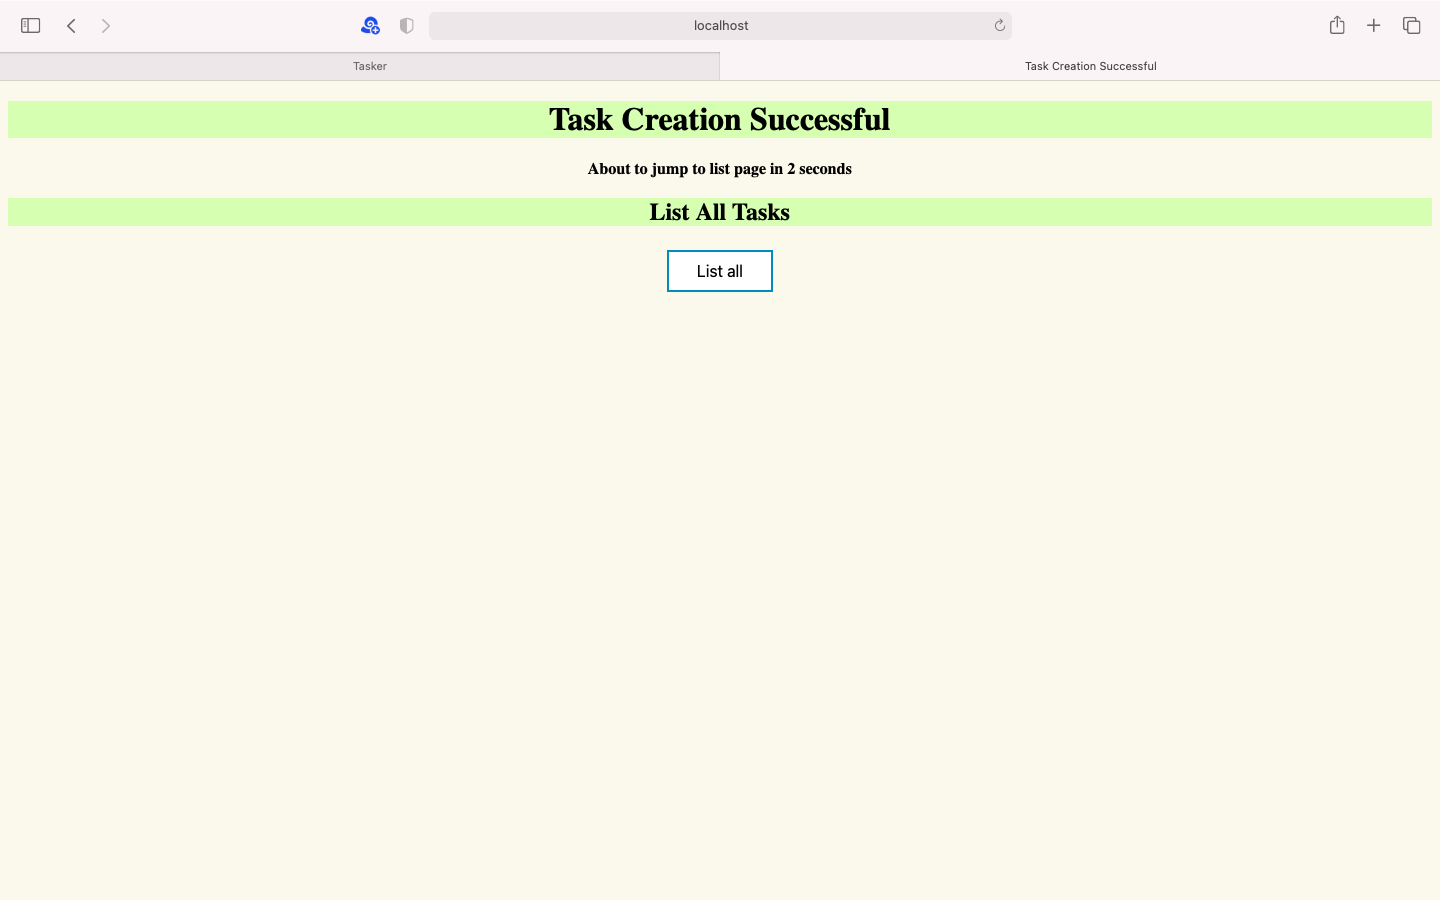 localhost
Tasker
Task Creation Successful
Task Creation Successful
About to jump to list page in 2 seconds
List All Tasks
List all